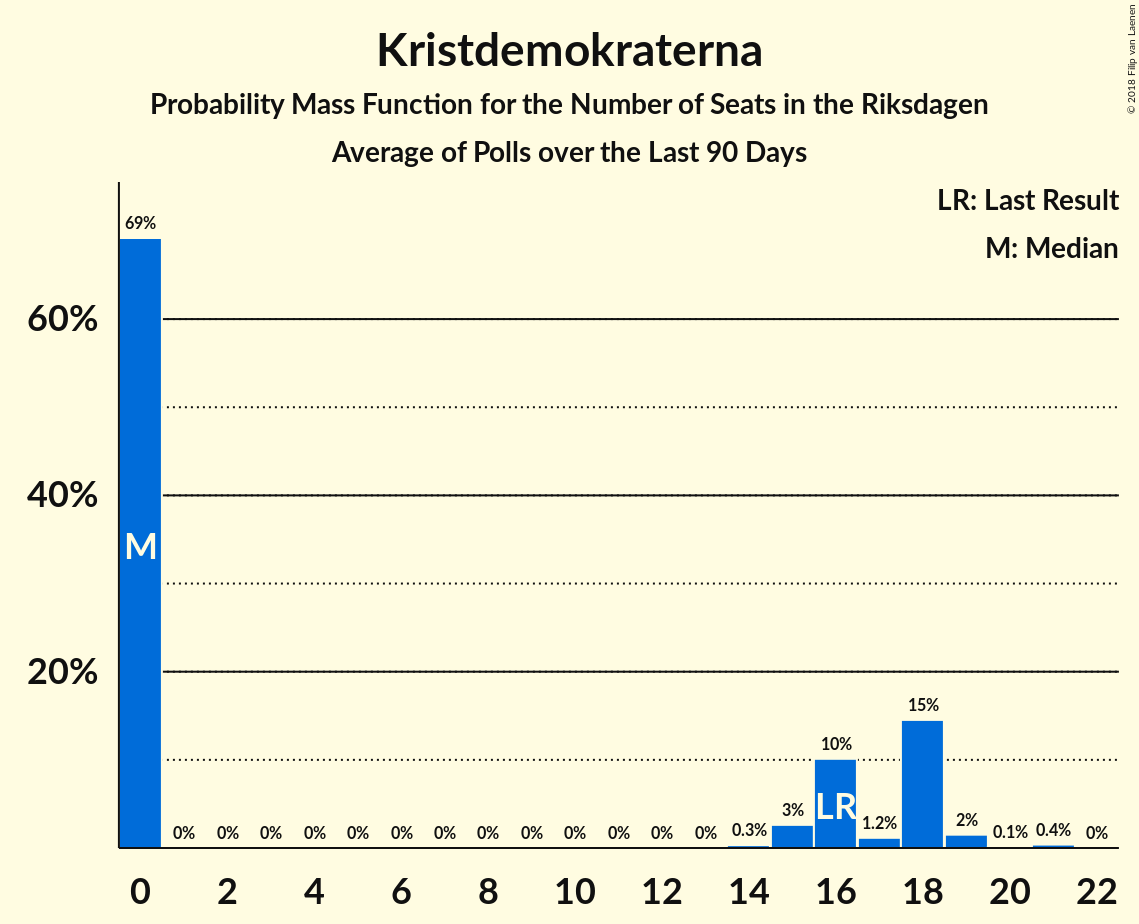 Kristdemokraterna
Probability Mass Function for the Number of Seats in the Riksdagen
Average of Polls over the Last 90 Days
© 2018 Filip van Laenen
LR: Last Result
M: Median
69%
60%
40%
M
20%
15%
10%
LR
0% 0% 0% 0% 0% 0% 0% 0% 0% 0% 0% 0% 0% 0.3% 3% 1.2% 2% 0.1% 0.4% 0%
0 2 4 6 8 10 12 14 16 18 20 22